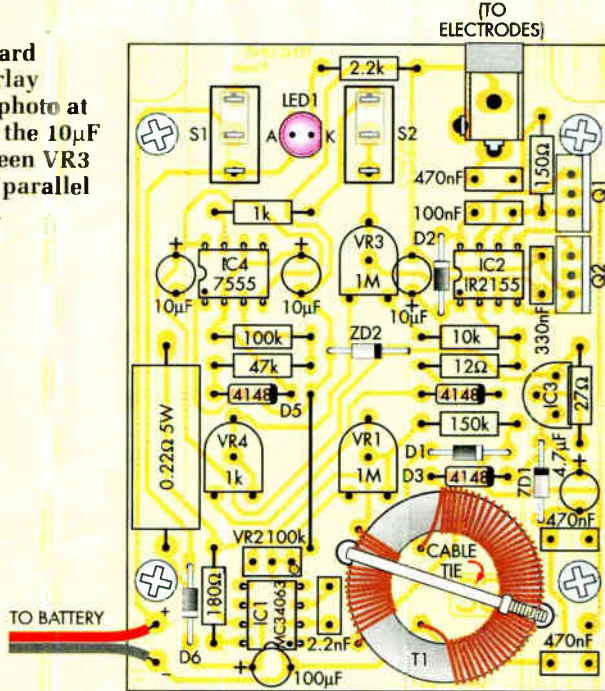 (TO
ELECTRODES)
ard
rlay
photo at
the 10µF
een VR3
parallel
2.2k
LED1
S1
A
K
S2
470nF
150Ω
Q1
1k
100nF
VR3
1M
D2
IC4
7555
IC2
IR2155
Q2
+
10µF
+
10µF
10µF
+
330nF
100k
ZD2
10k
47k
12Ω
4148
D5
4148
IC3
27Ω
0.22Ω 5W
150k
VR4
1k
VR1
1M
D1
D3
4148
ZD1
4.7µF
+
470nF
VR2 100k
CABLE
TIE
180Ω
IC1
MC34063
TO BATTERY
+
–
D6
2.2nF
+
100µF
T1
470nF